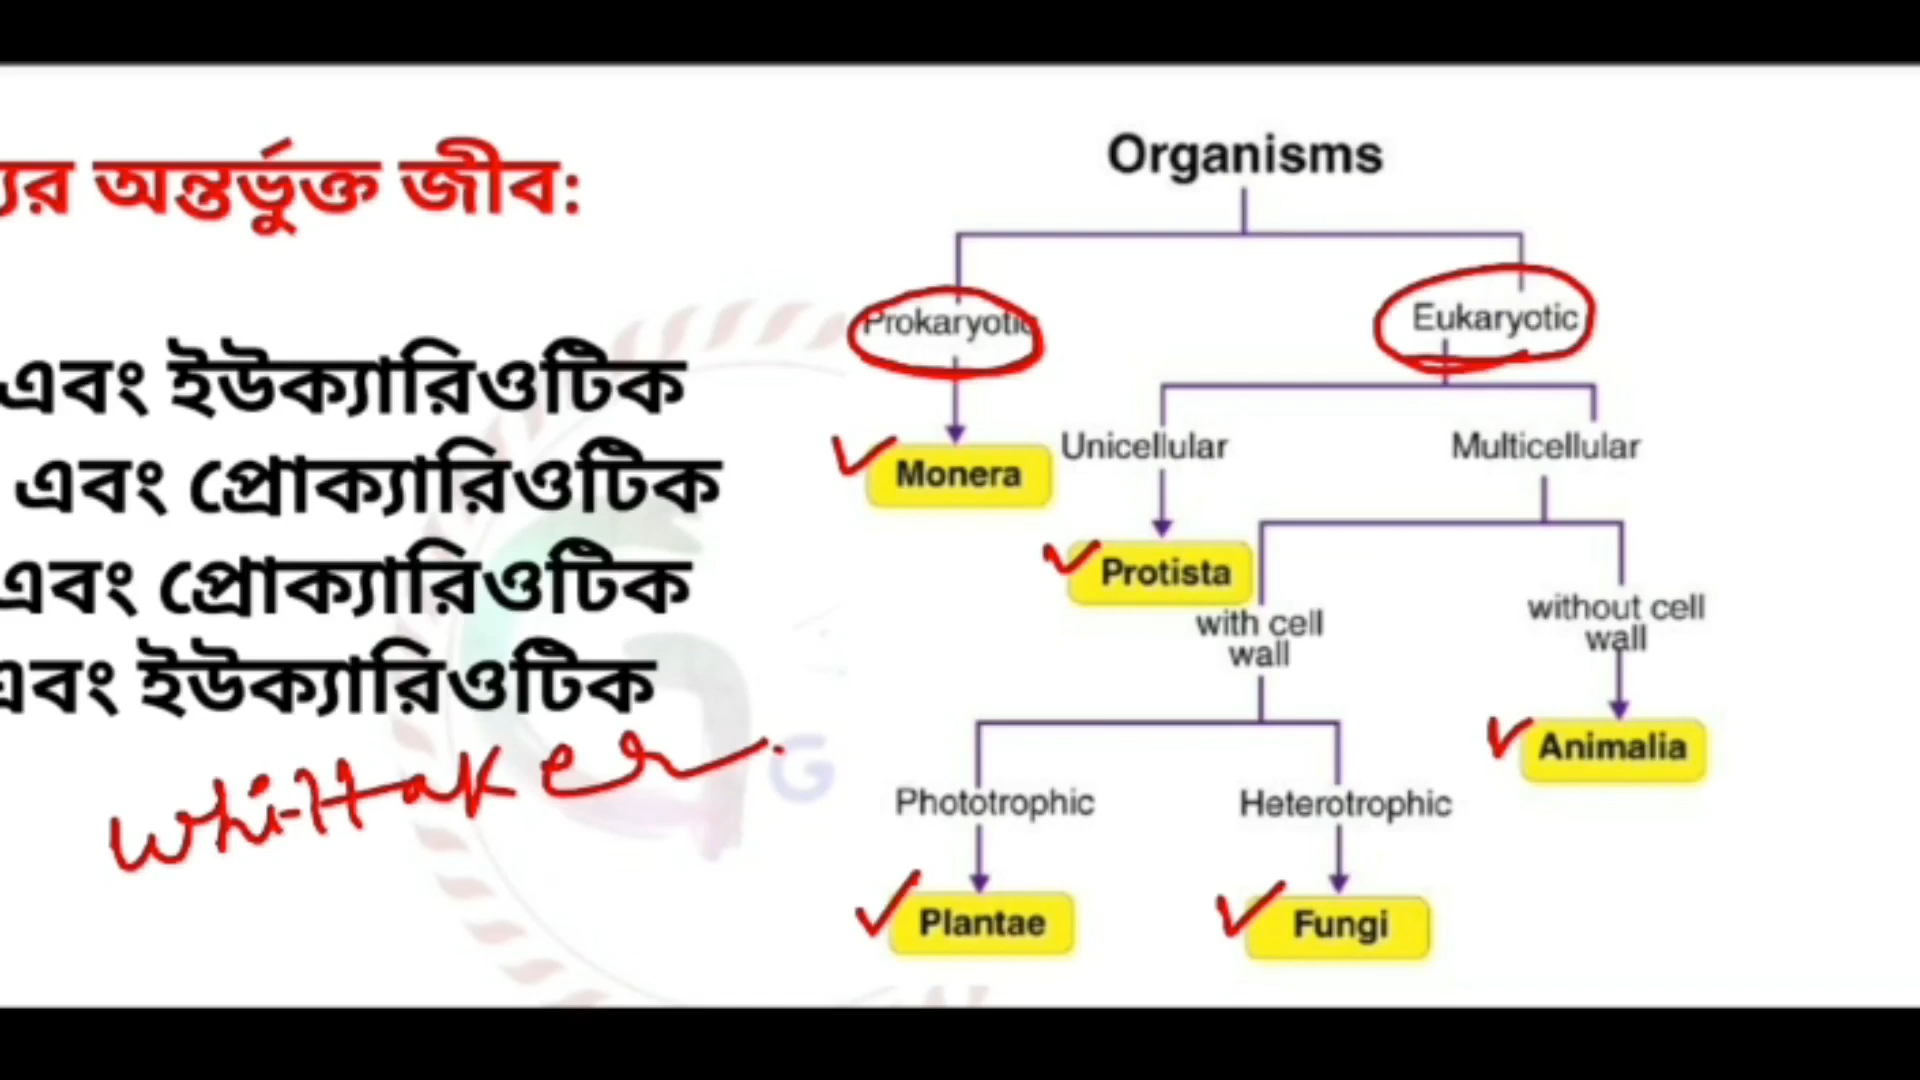 অন্তর্ভুক্ত জীব:
এবং ইউক্যারিওটিক
এবং প্রোক্যারিওটিক
এবং প্রোক্যারিওটিক
এবং ইউক্যারিওটিক
Whittaker
G
Organisms
Prokaryotic
Eukaryotic
Unicellular
Multicellular
Monera
Protista
with cell
wall
without cell
wall
Animalia
Phototrophic
Heterotrophic
Plantae
Fungi